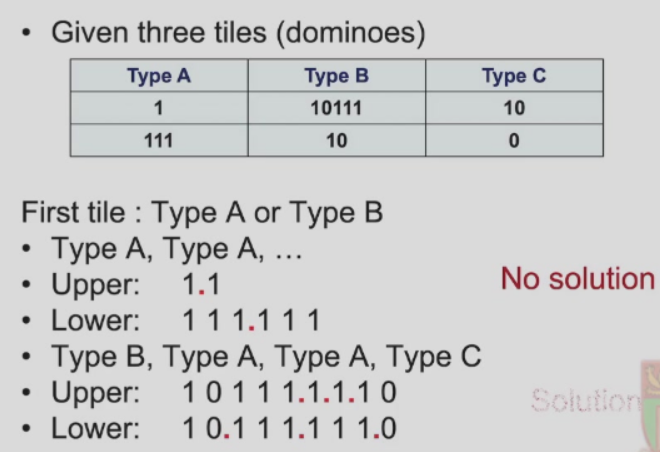 • Given three tiles (dominoes)
Type A Type B Type C
1 10111 10
111 10 0
First tile : Type A or Type B
• Type A, Type A, ...
• Upper: 1.1
No solution
• Lower: 1 1 1.1 1 1
• Type B, Type A, Type A, Type C
• Upper: 1 0 1 1 1.1.1.1 0
Solution
• Lower: 1 0.1 1 1.1 1 1.0